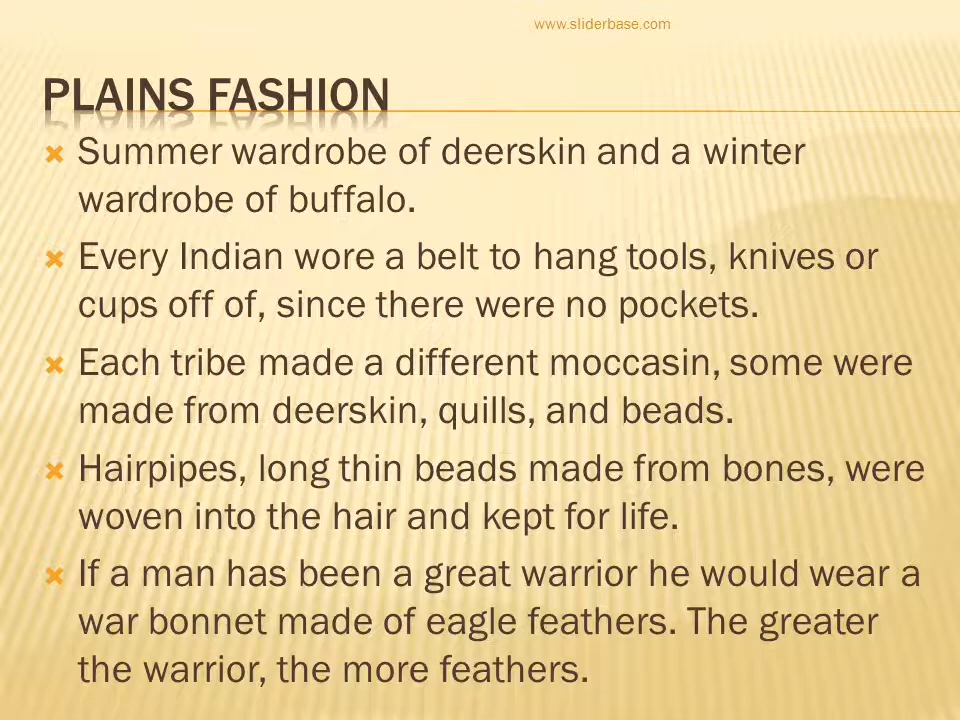 www.sliderbase.com
PLAINS FASHION
Summer wardrobe of deerskin and a winter
wardrobe of buffalo.
Every Indian wore a belt to hang tools, knives or
cups off of, since there were no pockets.
Each tribe made a different moccasin, some were
made from deerskin, quills, and beads.
Hairpipes, long thin beads made from bones, were
woven into the hair and kept for life.
If a man has been a great warrior he would wear a
war bonnet made of eagle feathers. The greater
the warrior, the more feathers.